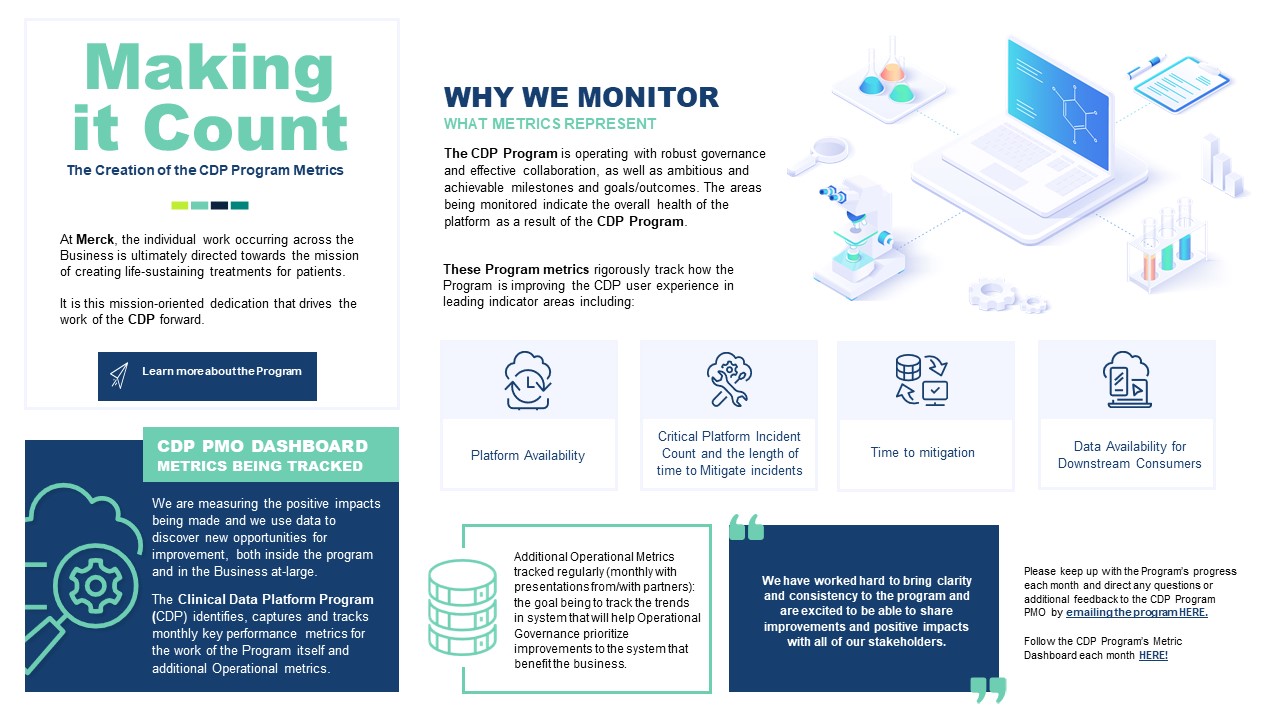 Making
it Count
The Creation of the CDP Program Metrics
At Merck, the individual work occurring across the
Business is ultimately directed towards the mission
of creating life-sustaining treatments for patients.
It is this mission-oriented dedication that drives the
work of the CDP forward.
Learn more about the Program
CDP PMO DASHBOARD
METRICS BEING TRACKED
We are measuring the positive impacts
being made and we use data to
discover new opportunities for
improvement, both inside the program
and in the Business at-large.
The Clinical Data Platform Program
(CDP) identifies, captures and tracks
monthly key performance metrics for
the work of the Program itself and
additional Operational metrics.
WHY WE MONITOR
WHAT METRICS REPRESENT
The CDP Program is operating with robust governance
and effective collaboration, as well as ambitious and
achievable milestones and goals/outcomes. The areas
being monitored indicate the overall health of the
platform as a result of the CDP Program.
These Program metrics rigorously track how the
Program is improving the CDP user experience in
leading indicator areas including:
Platform Availability
Critical Platform Incident
Count and the length of
time to Mitigate incidents
Time to mitigation
Data Availability for
Downstream Consumers
Additional Operational Metrics
tracked regularly (monthly with
presentations from/with partners):
the goal being to track the trends
in system that will help Operational
Governance prioritize
improvements to the system that
benefit the business.
We have worked hard to bring clarity
and consistency to the program and
are excited to be able to share
improvements and positive impacts
with all of our stakeholders.
Please keep up with the Program's progress
each month and direct any questions or
additional feedback to the CDP Program
PMO by emailing the program HERE.
Follow the CDP Program's Metric
Dashboard each month HERE!